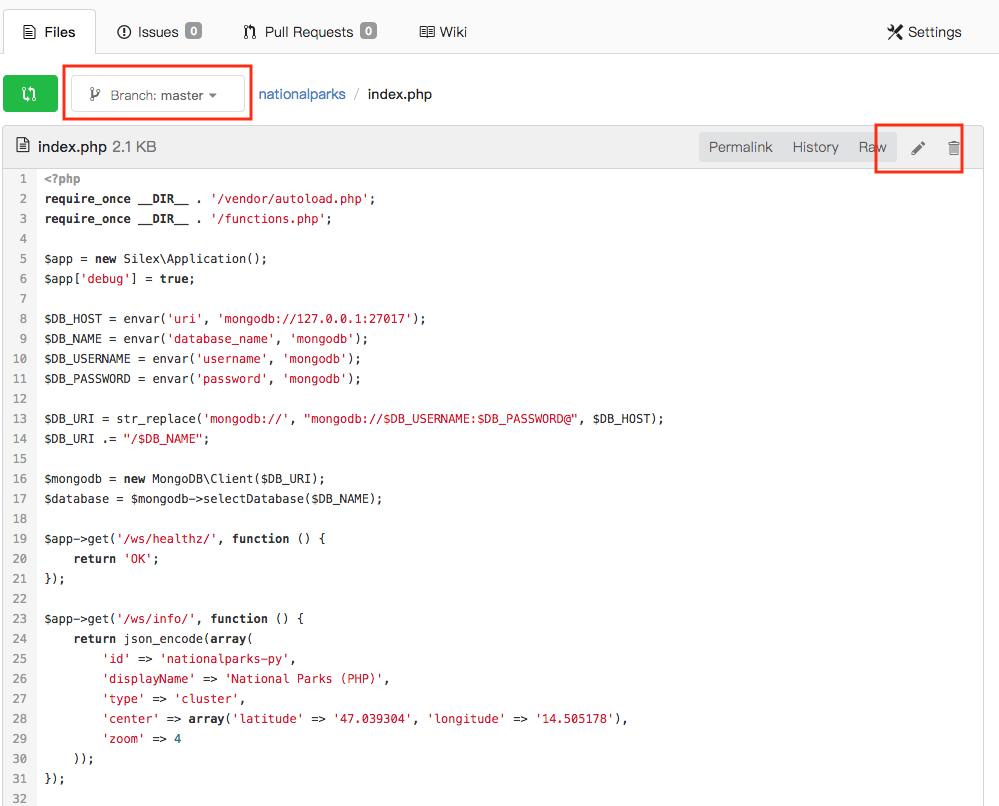 Files Issues 0 Pull Requests 0 Wiki Settings
Branch: master nationalparks / index.php
index.php 2.1 KB Permalink History Raw
1 <?php
2 require_once __DIR__ . '/vendor/autoload.php';
3 require_once __DIR__ . '/functions.php';
4
5 $app = new Silex\Application();
6 $app['debug'] = true;
7
8 $DB_HOST = envar('uri', 'mongodb://127.0.0.1:27017');
9 $DB_NAME = envar('database_name', 'mongodb');
10 $DB_USERNAME = envar('username', 'mongodb');
11 $DB_PASSWORD = envar('password', 'mongodb');
12
13 $DB_URI = str_replace('mongodb://', "mongodb://$DB_USERNAME:$DB_PASSWORD@", $DB_HOST);
14 $DB_URI .= "/$DB_NAME";
15
16 $mongodb = new MongoDB\Client($DB_URI);
17 $database = $mongodb->selectDatabase($DB_NAME);
18
19 $app->get('/ws/healthz/', function () {
20     return 'OK';
21 });
22
23 $app->get('/ws/info/', function () {
24     return json_encode(array(
25         'id' => 'nationalparks-py',
26         'displayName' => 'National Parks (PHP)',
27         'type' => 'cluster',
28         'center' => array('latitude' => '47.039304', 'longitude' => '14.505178'),
29         'zoom' => 4
30     ));
31 });
32